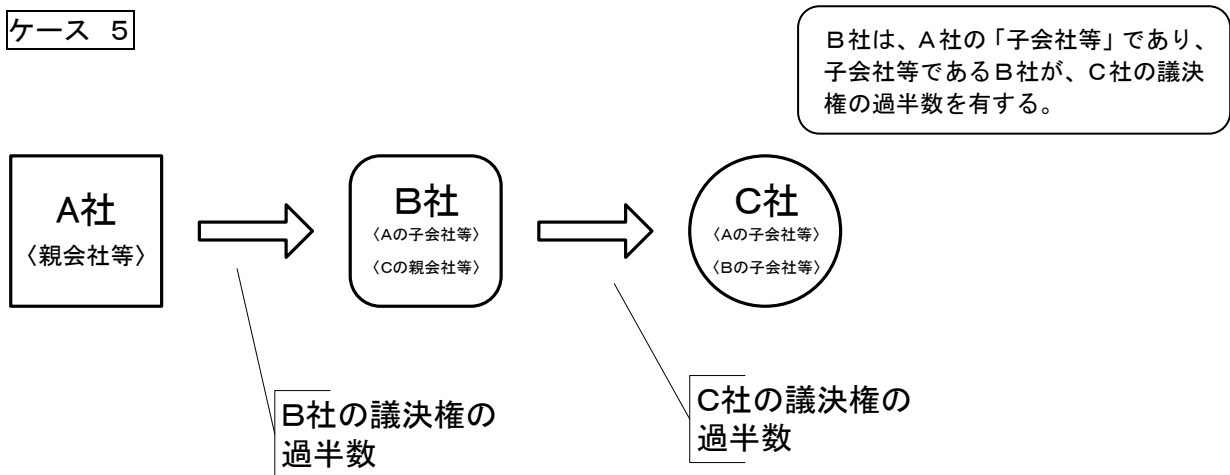 ケース 5
B社は、A社の「子会社等」であり、
子会社等であるB社が、C社の議決
権の過半数を有する。
A社
〈親会社等〉
B社
〈Aの子会社等〉
〈Cの親会社等〉
C社
〈Aの子会社等〉
〈Bの子会社等〉
B社の議決権の
過半数
C社の議決権の
過半数